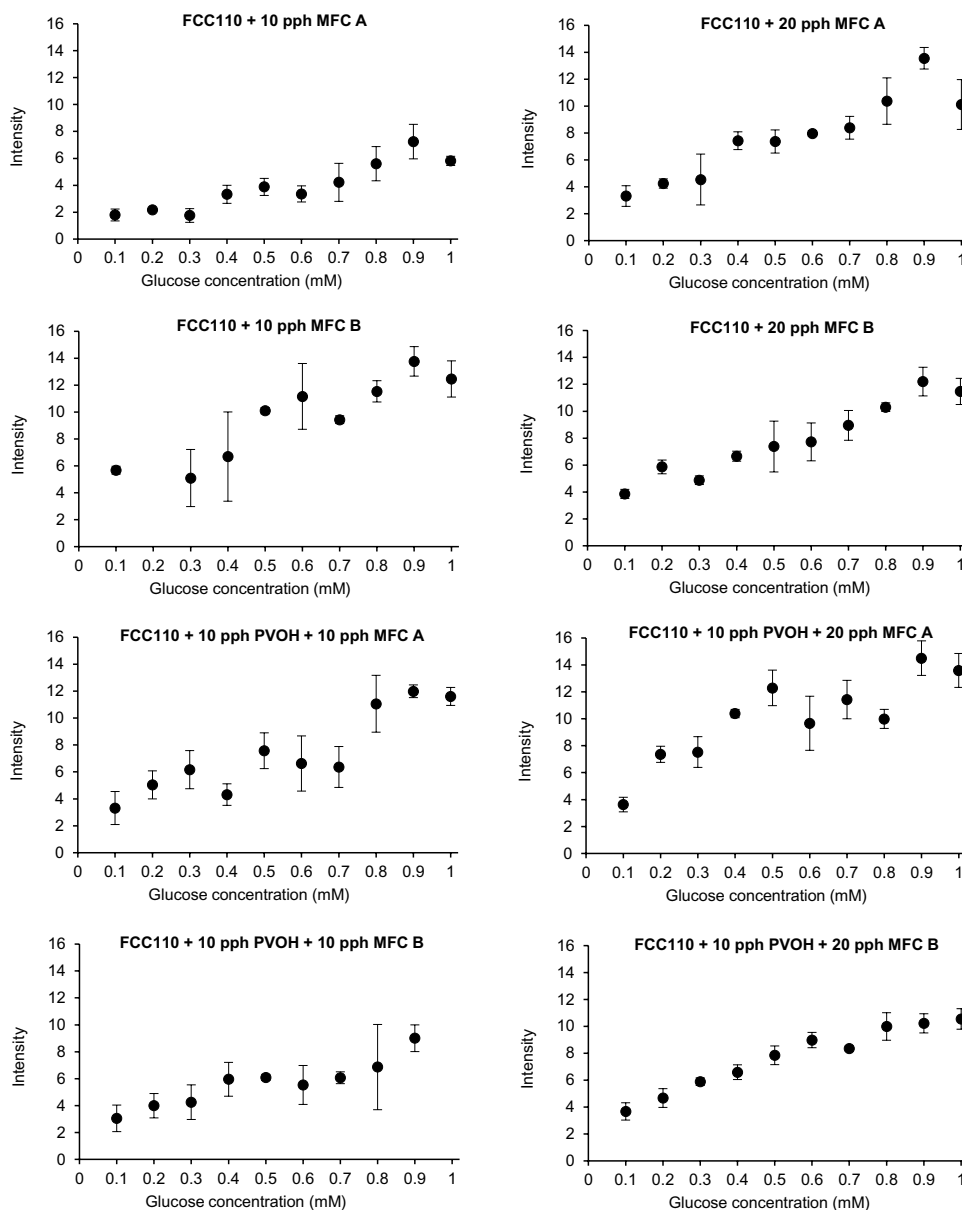 FCC110 + 10 pph MFC A
16
14
12
10
8
6
4
2
0
Intensity
0 0.1 0.2 0.3 0.4 0.5 0.6 0.7 0.8 0.9 1
Glucose concentration (mM)
FCC110 + 20 pph MFC A
16
14
12
10
8
6
4
2
0
Intensity
0 0.1 0.2 0.3 0.4 0.5 0.6 0.7 0.8 0.9 1
Glucose concentration (mM)
FCC110 + 10 pph MFC B
16
14
12
10
8
6
4
2
0
Intensity
0 0.1 0.2 0.3 0.4 0.5 0.6 0.7 0.8 0.9 1
Glucose concentration (mM)
FCC110 + 20 pph MFC B
16
14
12
10
8
6
4
2
0
Intensity
0 0.1 0.2 0.3 0.4 0.5 0.6 0.7 0.8 0.9 1
Glucose concentration (mM)
FCC110 + 10 pph PVOH + 10 pph MFC A
16
14
12
10
8
6
4
2
0
Intensity
0 0.1 0.2 0.3 0.4 0.5 0.6 0.7 0.8 0.9 1
Glucose concentration (mM)
FCC110 + 10 pph PVOH + 20 pph MFC A
16
14
12
10
8
6
4
2
0
Intensity
0 0.1 0.2 0.3 0.4 0.5 0.6 0.7 0.8 0.9 1
Glucose concentration (mM)
FCC110 + 10 pph PVOH + 10 pph MFC B
16
14
12
10
8
6
4
2
0
Intensity
0 0.1 0.2 0.3 0.4 0.5 0.6 0.7 0.8 0.9 1
Glucose concentration (mM)
FCC110 + 10 pph PVOH + 20 pph MFC B
16
14
12
10
8
6
4
2
0
Intensity
0 0.1 0.2 0.3 0.4 0.5 0.6 0.7 0.8 0.9 1
Glucose concentration (mM)